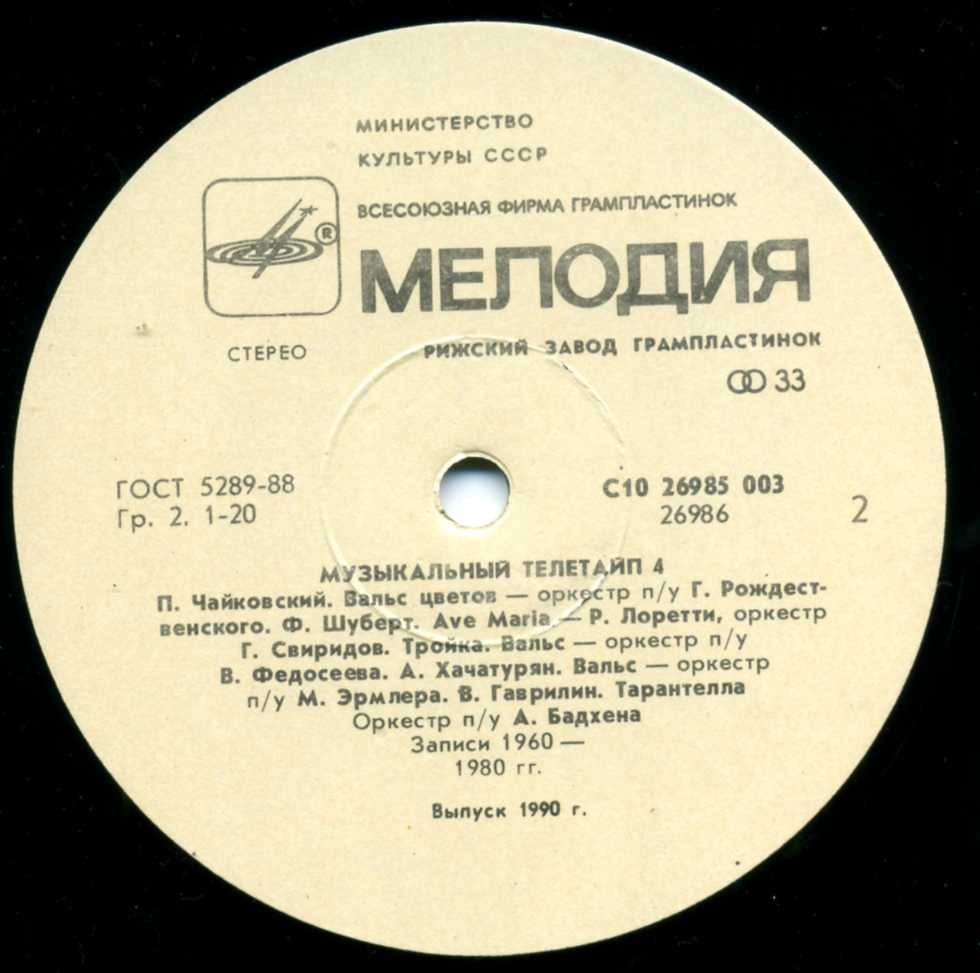 МИНИСТЕРСТВО
КУЛЬТУРЫ СССР
ВСЕСОЮЗНАЯ ФИРМА ГРАМПЛАСТИНОК
®
МЕЛОДИЯ
СТЕРЕО
РИЖСКИЙ ЗАВОД ГРАМПЛАСТИНОК
33
ГОСТ 5289-88
С10 26985 003
Гр. 2. 1-20
26986
2
МУЗЫКАЛЬНЫЙ ТЕЛЕТАЙП 4
П. Чайковский. Вальс цветов — оркестр п/у Г. Рождест-
венского. Ф. Шуберт. Ave Maria — Р. Лоретти, оркестр
Г. Свиридов. Тройка. Вальс — оркестр п/у
В. Федосеева. А. Хачатурян. Вальс — оркестр
п/у М. Эрмлера. В. Гаврилин. Тарантелла
Оркестр п/у А. Бадхена
Записи 1960 —
1980 гг.
Выпуск 1990 г.